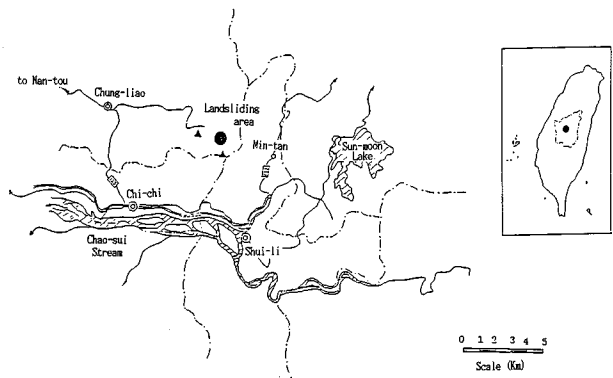 to Nan-tou
Chung-liao
Landsliding
area
Min-tan
Sun-moon
Lake
Chi-chi
Chao-sui
Stream
Shui-li
0 1 2 3 4 5
Scale (Km)